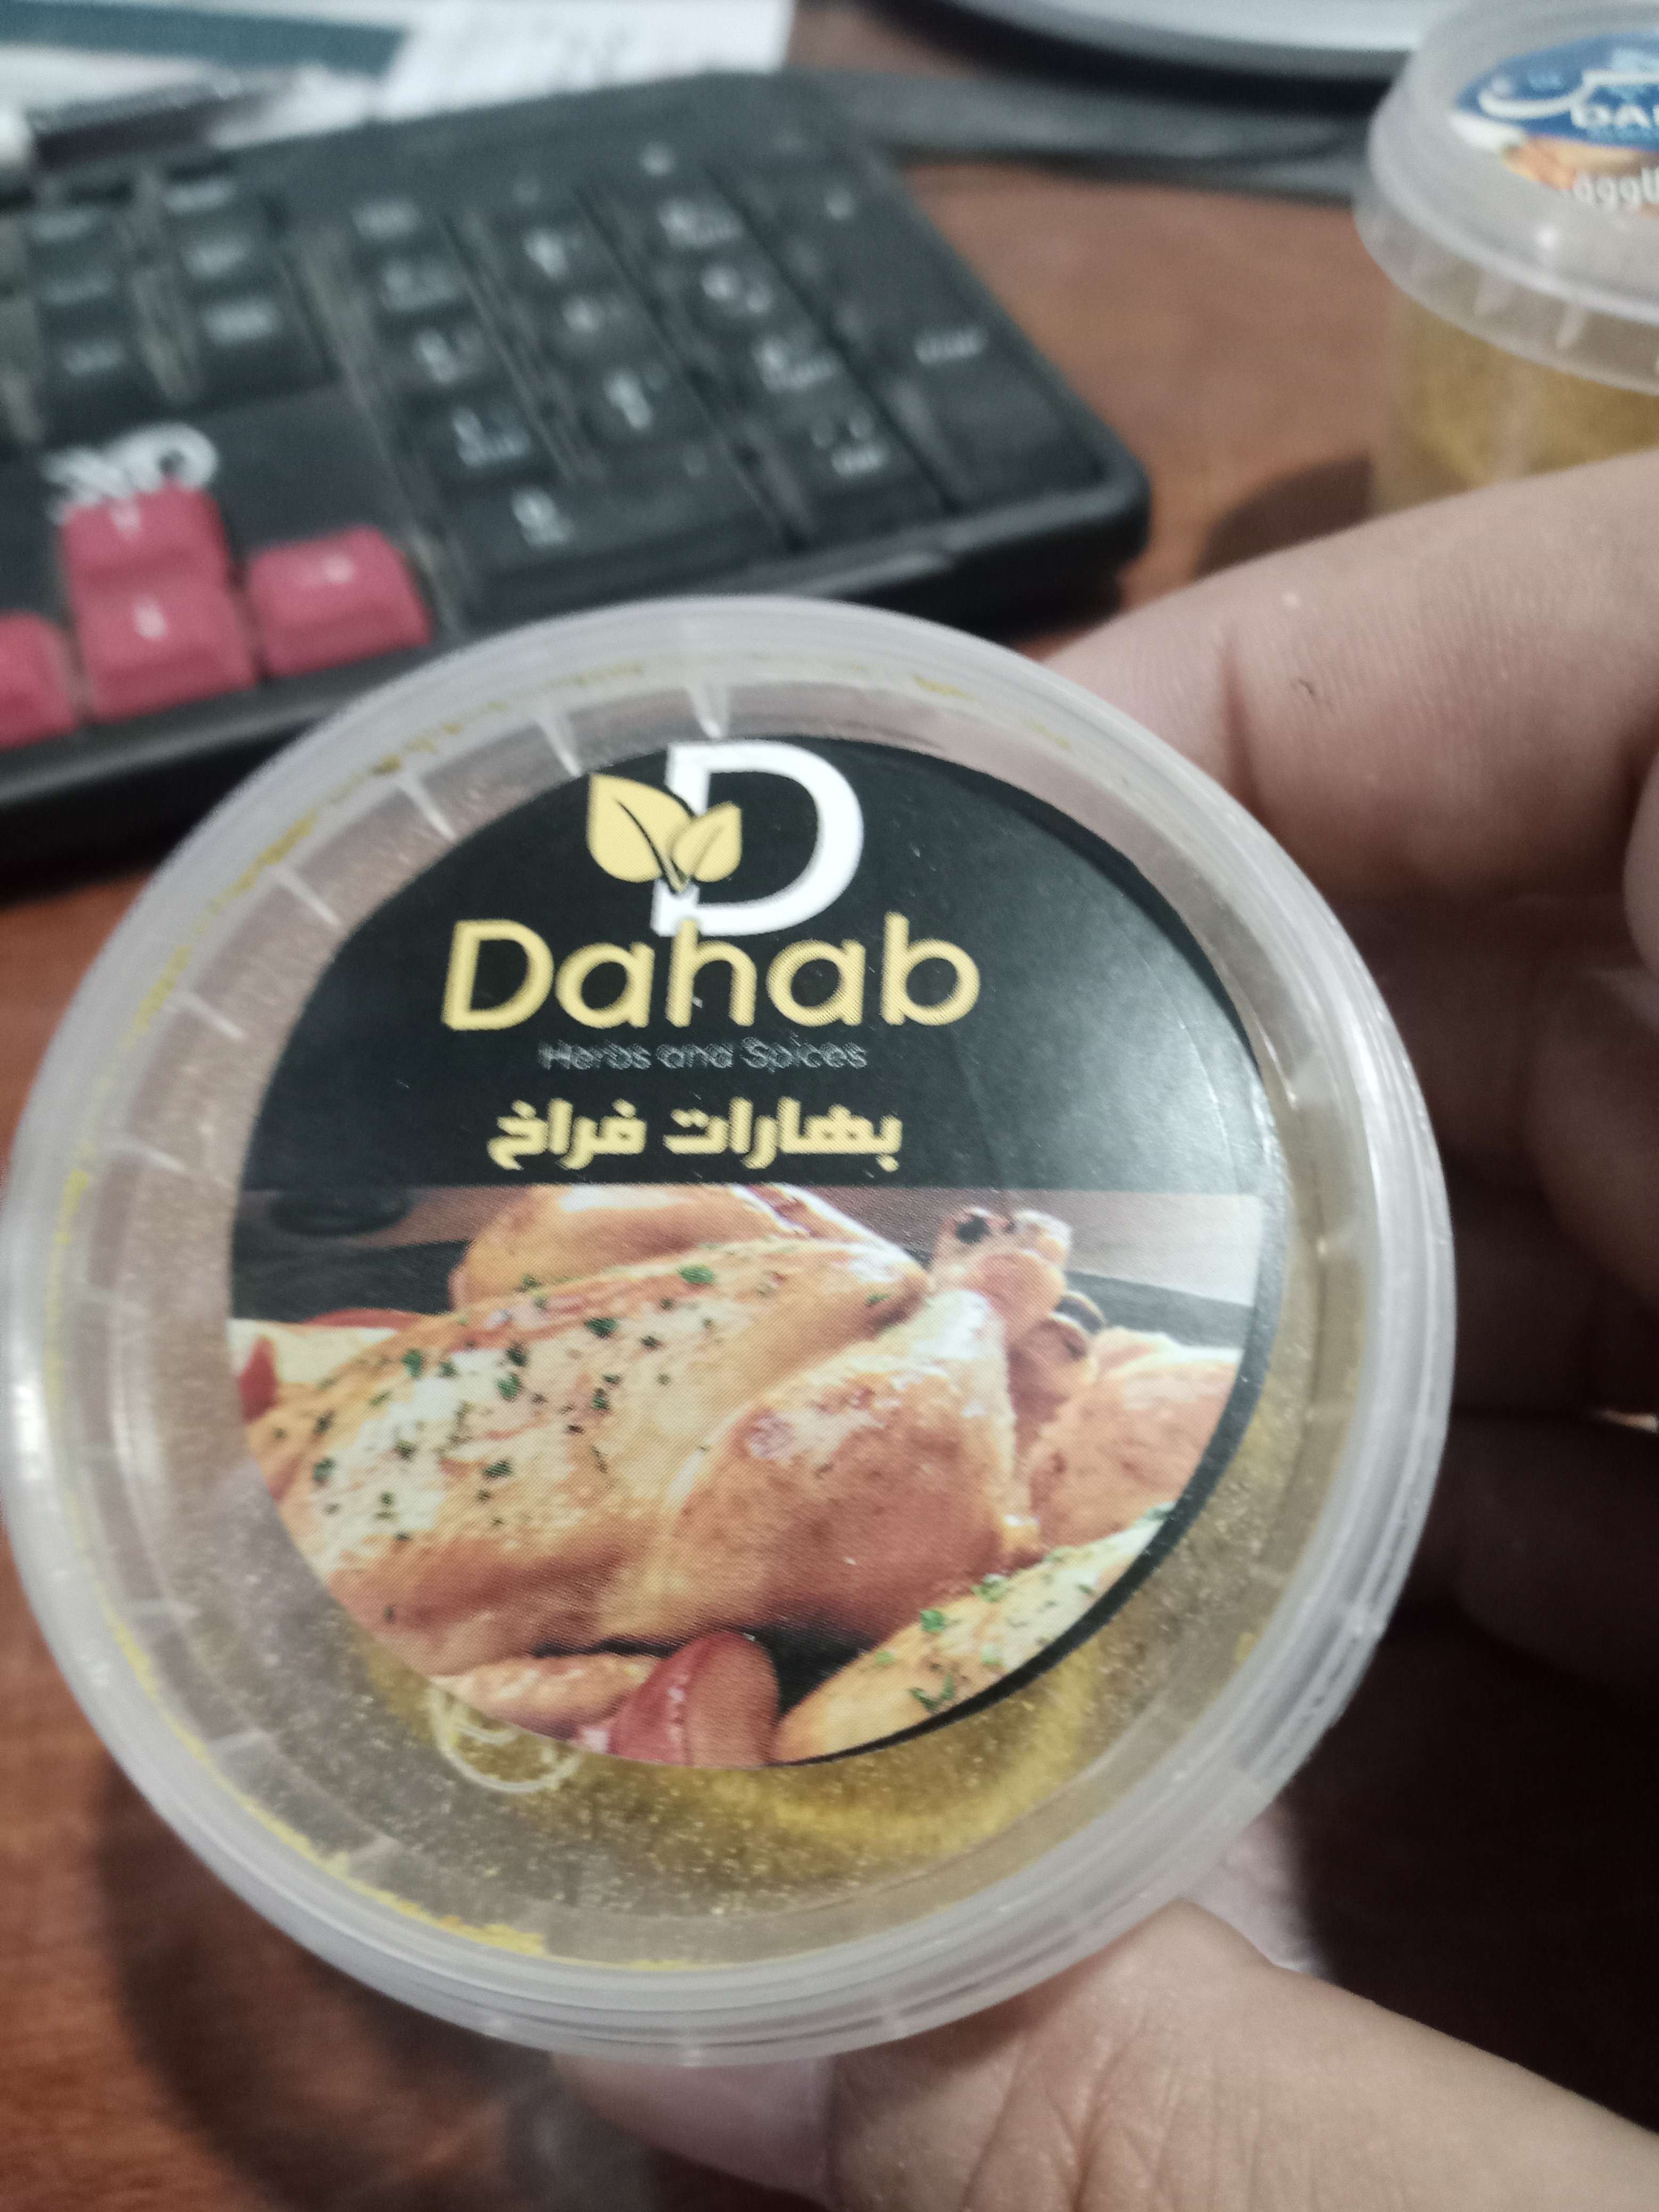 D
Dahab
Herbs and Spices
بهارات فراخ